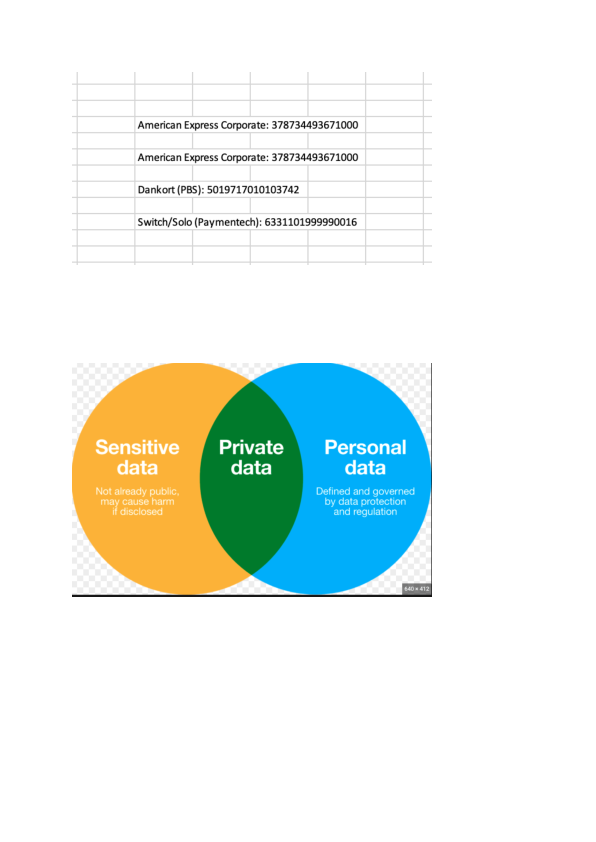 American Express Corporate: 378734493671000
American Express Corporate: 378734493671000
Dankort (PBS): 5019717010103742
Switch/Solo (Paymentech): 6331101999990016
Sensitive
data
Not already public,
may cause harm
if disclosed
Private
data
Personal
data
Defined and governed
by data protection
and regulation
640 × 412